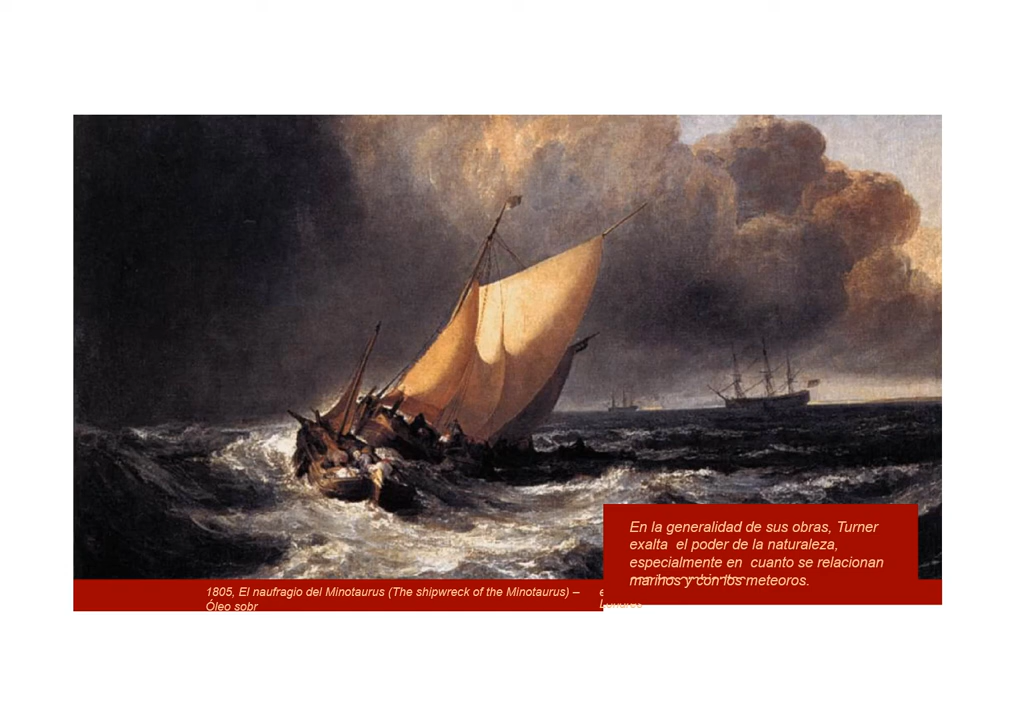 En la generalidad de sus obras, Turner
exalta el poder de la naturaleza,
especialmente en cuanto se relacionan
marinos y con los meteoros.
1805, El naufragio del Minotaurus (The shipwreck of the Minotaurus) –
Óleo sobr